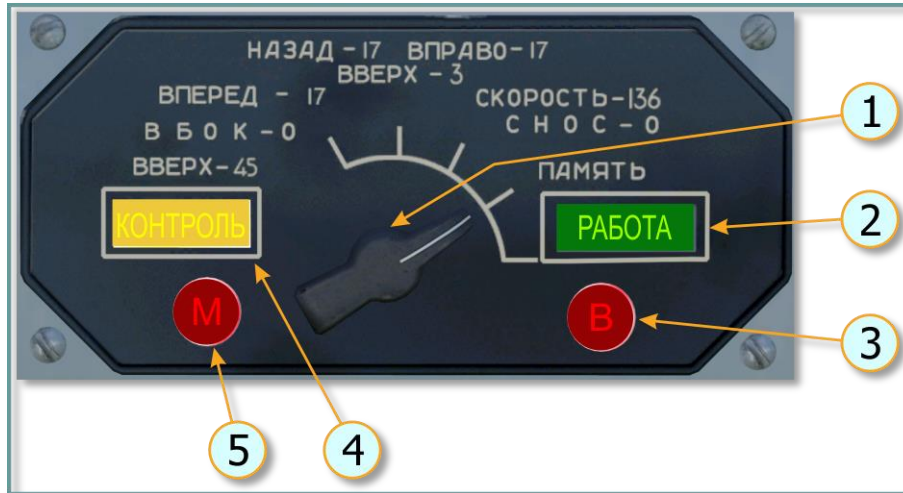 НАЗАД-17 ВПРАВО-17
ВВЕРХ-3
ВПЕРЕД - 17
СКОРОСТЬ-136
ВБОК-0
СНОС-0
ВВЕРХ-45
ПАМЯТЬ
КОНТРОЛЬ
РАБОТА
М
В
1
2
3
4
5